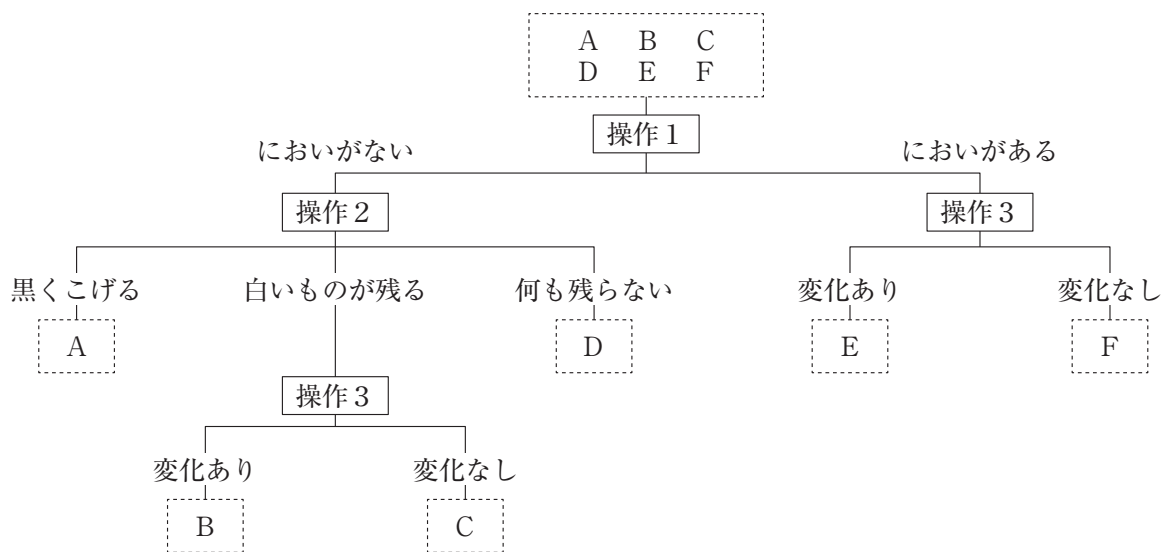 A B C
D E F
操作1
においがない
においがある
操作2
操作3
黒くこげる
白いものが残る
何も残らない
変化あり
変化なし
A
D
E
F
操作3
変化あり
変化なし
B
C